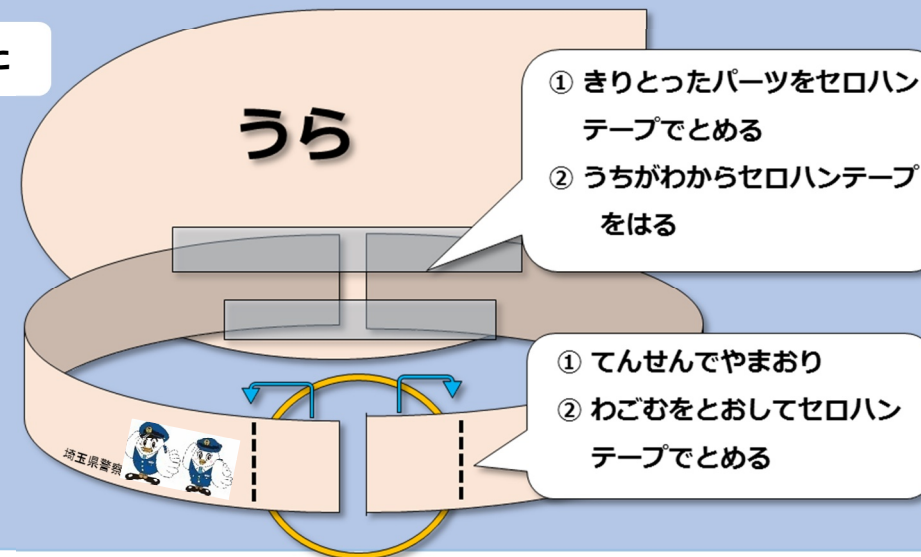 うら
① きりとったパーツをセロハン
テープでとめる
② うちがわからセロハンテープ
をはる
① てんせんでやまおり
② わごむをとおしてセロハン
テープでとめる
埼玉県警察